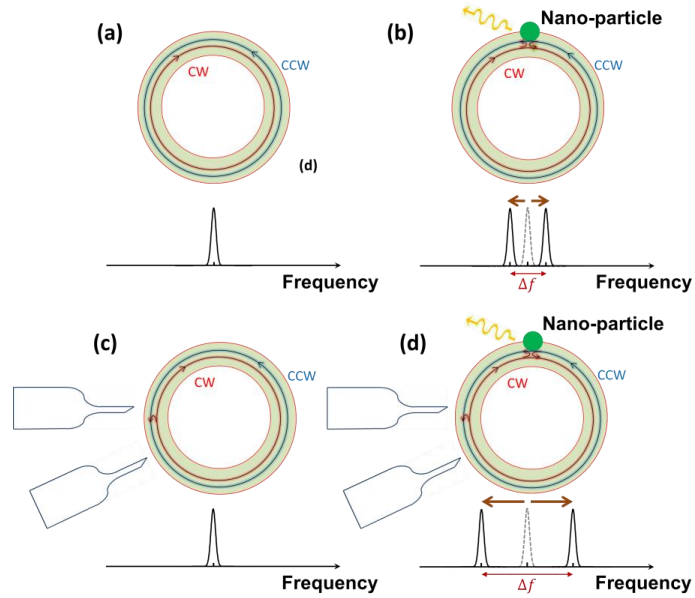 (a)
CW
CCW
(d)
Frequency
(b)
Nano-particle
CW
CCW
Frequency
Δf
(c)
CW
CCW
Frequency
(d)
Nano-particle
CW
CCW
Δf
Frequency